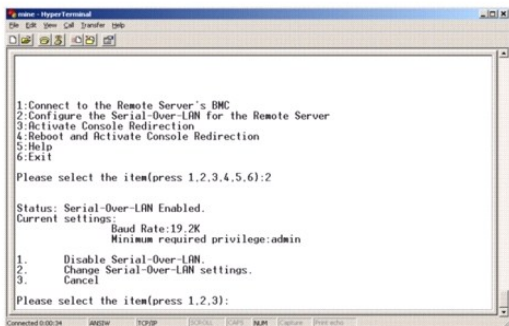 mine - HyperTerminal
File Edit View Call Transfer Help
1:Connect to the Remote Server's BMC
2:Configure the Serial-Over-LAN for the Remote Server
3:Activate Console Redirection
4:Reboot and Activate Console Redirection
5:Help
6:Exit
Please select the item(press 1,2,3,4,5,6):2
Status: Serial-Over-LAN Enabled.
Current settings:
Baud Rate:19.2K
Minimum required privilege:admin
1. Disable Serial-Over-LAN.
2. Change Serial-Over-LAN settings.
3. Cancel
Please select the item(press 1,2,3):
Connected 0:00:34 ANSIW TCP/IP SCROLL CAPS NUM Capture Print echo